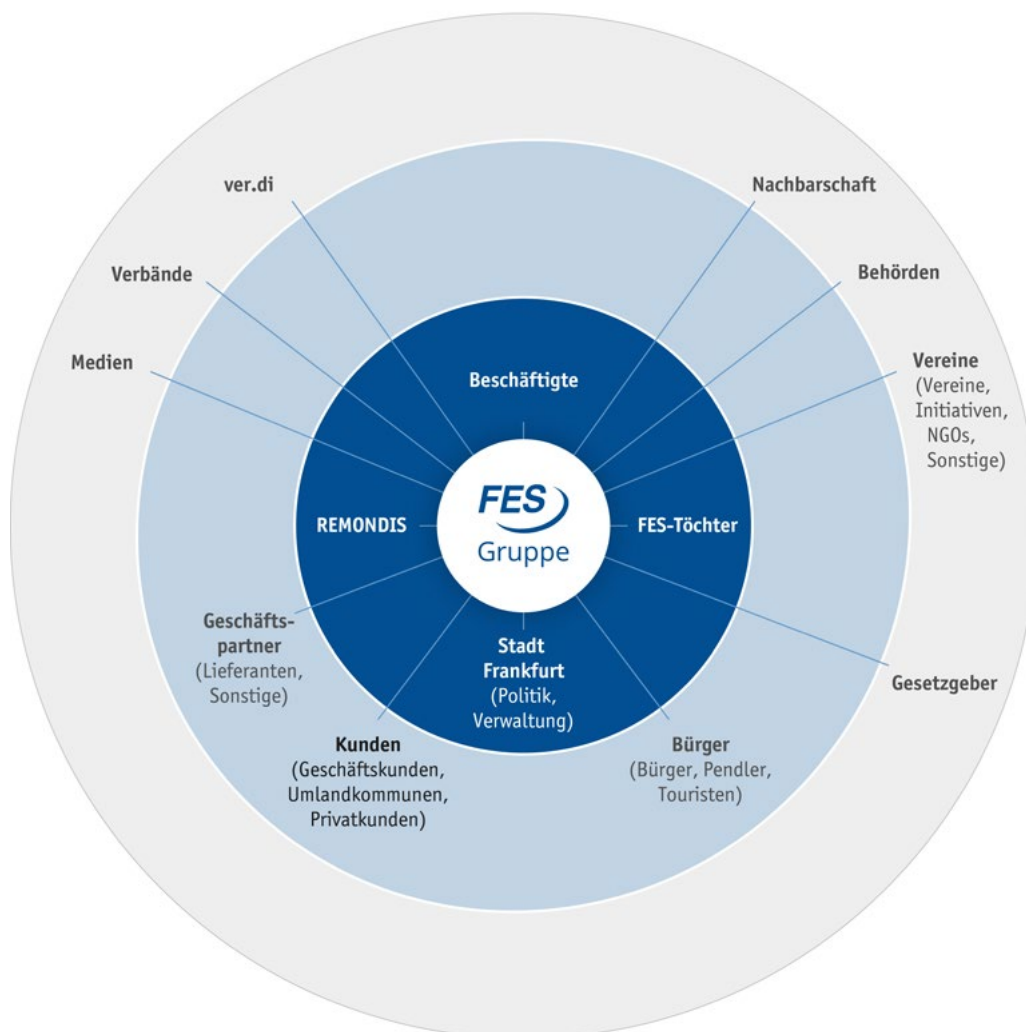 ver.di
Nachbarschaft
Verbände
Behörden
Medien
Vereine
(Vereine,
Initiativen,
NGOs,
Sonstige)
Beschäftigte
REMONDIS
FES
Gruppe
FES-Töchter
Geschäfts-
partner
(Lieferanten,
Sonstige)
Stadt
Frankfurt
(Politik,
Verwaltung)
Gesetzgeber
Kunden
(Geschäftskunden,
Umlandkommunen,
Privatkunden)
Bürger
(Bürger, Pendler,
Touristen)